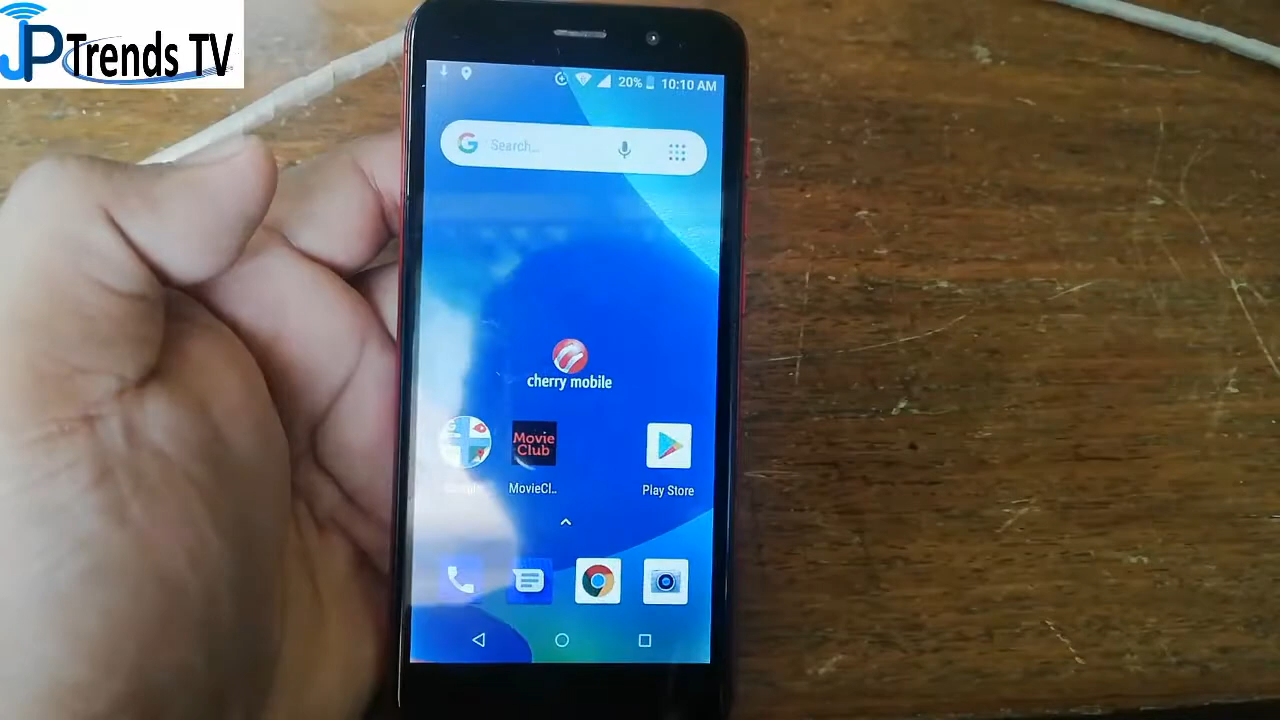 JP Trends TV
20% 10:10 AM
Search...
cherry mobile
Movie
Club
MovieCl.. Play Store